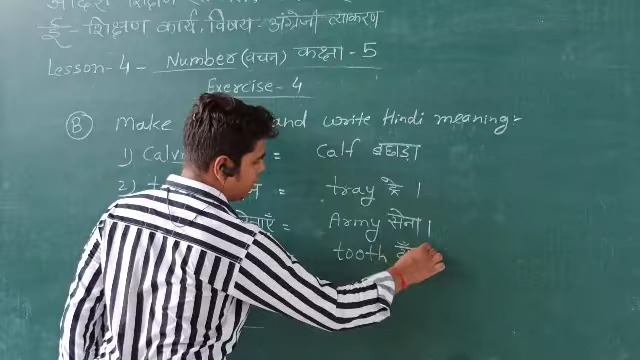 ई- शिक्षण कार्य, विषय- अंग्रेजी व्याकरण
Lesson- 4 - Number (वचन) कक्षा - 5
Exercise- 4
B Make and write Hindi meaning:-
1) = Calf बछड़ा
2) = tray ट्रे ।
= Army सेना ।
tooth